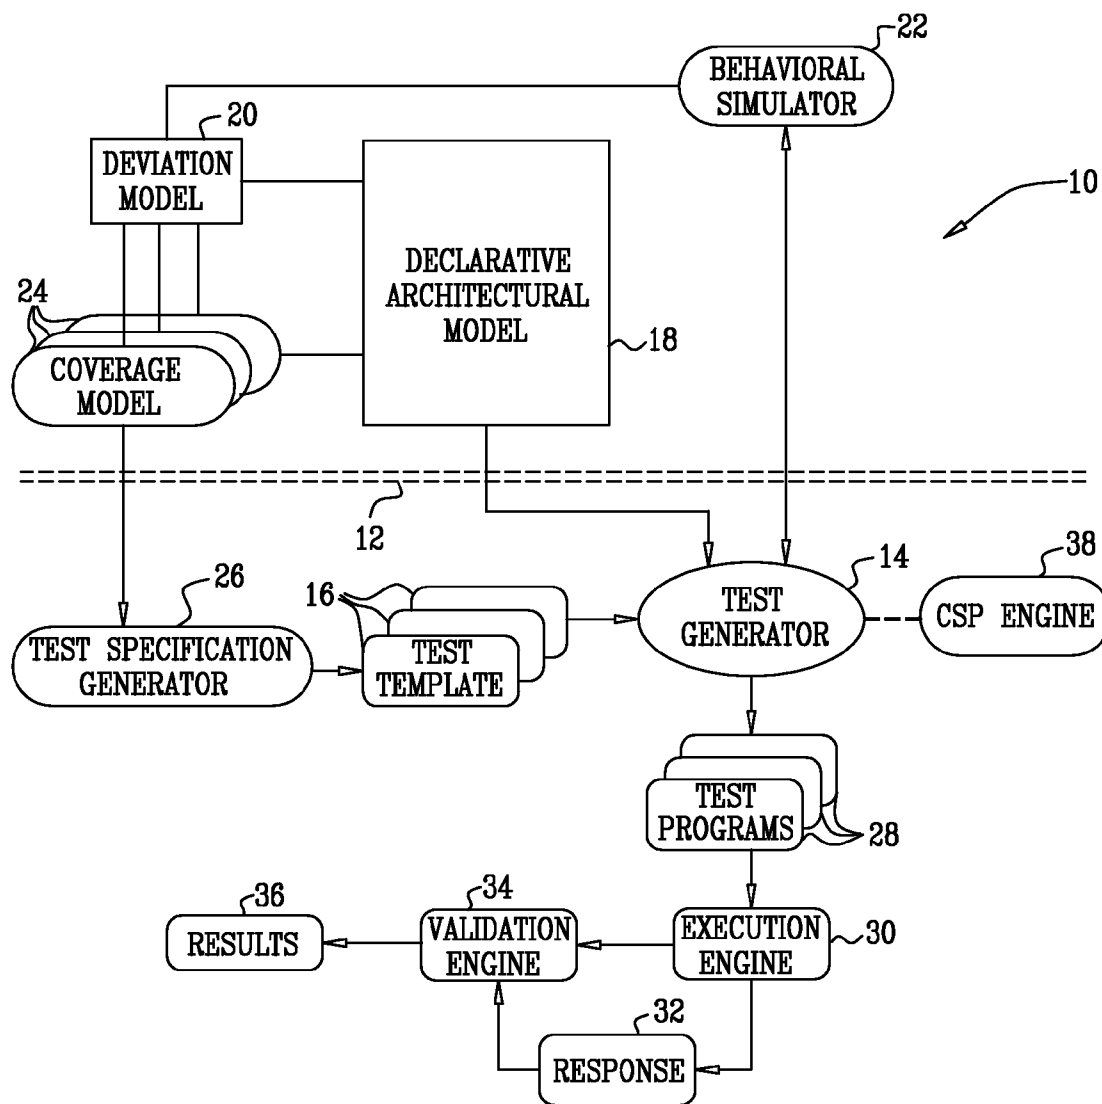 22
BEHAVIORAL
SIMULATOR
20
DEVIATION
MODEL
10
DECLARATIVE
ARCHITECTURAL
MODEL
24
18
COVERAGE
MODEL
12
14
38
26
16
TEST
GENERATOR
CSP ENGINE
TEST SPECIFICATION
GENERATOR
TEST
TEMPLATE
TEST
PROGRAMS
28
34
36
VALIDATION
ENGINE
EXECUTION
ENGINE
30
RESULTS
32
RESPONSE